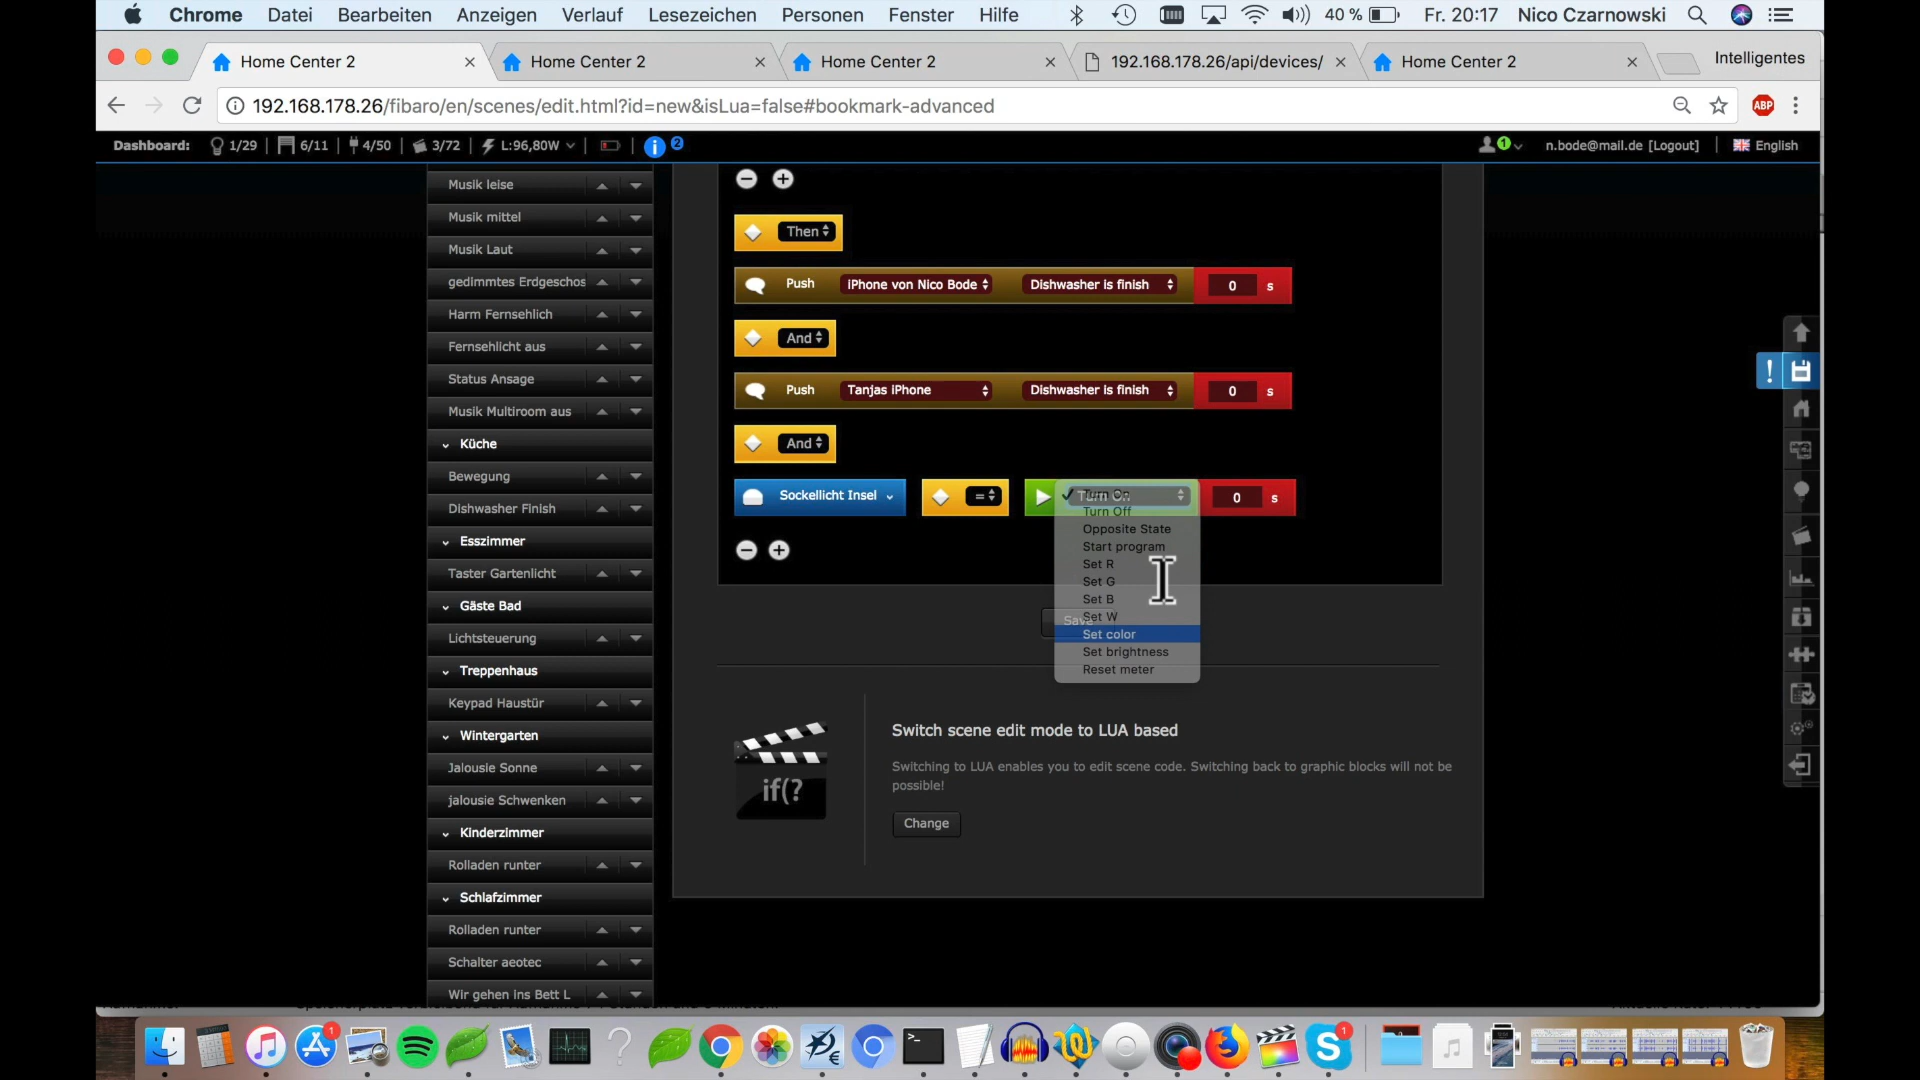 Chrome Datei Bearbeiten Anzeigen Verlauf Lesezeichen Personen Fenster Hilfe 40 % Fr. 20:17 Nico Czarnowski
Home Center 2 Home Center 2 Home Center 2 192.168.178.26/api/devices/ Home Center 2 Intelligentes
192.168.178.26/fibaro/en/scenes/edit.html?id=new&isLua=false#bookmark-advanced ABP
Dashboard: 1/29 | 6/11 | 4/50 | 3/72 | L:96,80W | 2 1 n.bode@mail.de [Logout] | English
Musik leise
Musik mittel
Musik Laut
gedimmtes Erdgeschos
Harm Fernsehlich
Fernsehlicht aus
Status Ansage
Musik Multiroom aus
Küche
Bewegung
Dishwasher Finish
Esszimmer
Taster Gartenlicht
Gäste Bad
Lichtsteuerung
Treppenhaus
Keypad Haustür
Wintergarten
Jalousie Sonne
jalousie Schwenken
Kinderzimmer
Rolladen runter
Schlafzimmer
Rolladen runter
Schalter aeotec
Wir gehen ins Bett L
Then
Push iPhone von Nico Bode Dishwasher is finish 0 s
And
Push Tanjas iPhone Dishwasher is finish 0 s
And
Sockellicht Insel = Turn On 0 s
Turn Off
Opposite State
Start program
Set R
Set G
Set B
Set W
Save
Set color
Set brightness
Reset meter
if(?
Switch scene edit mode to LUA based
Switching to LUA enables you to edit scene code. Switching back to graphic blocks will not be
possible!
Change
1 1